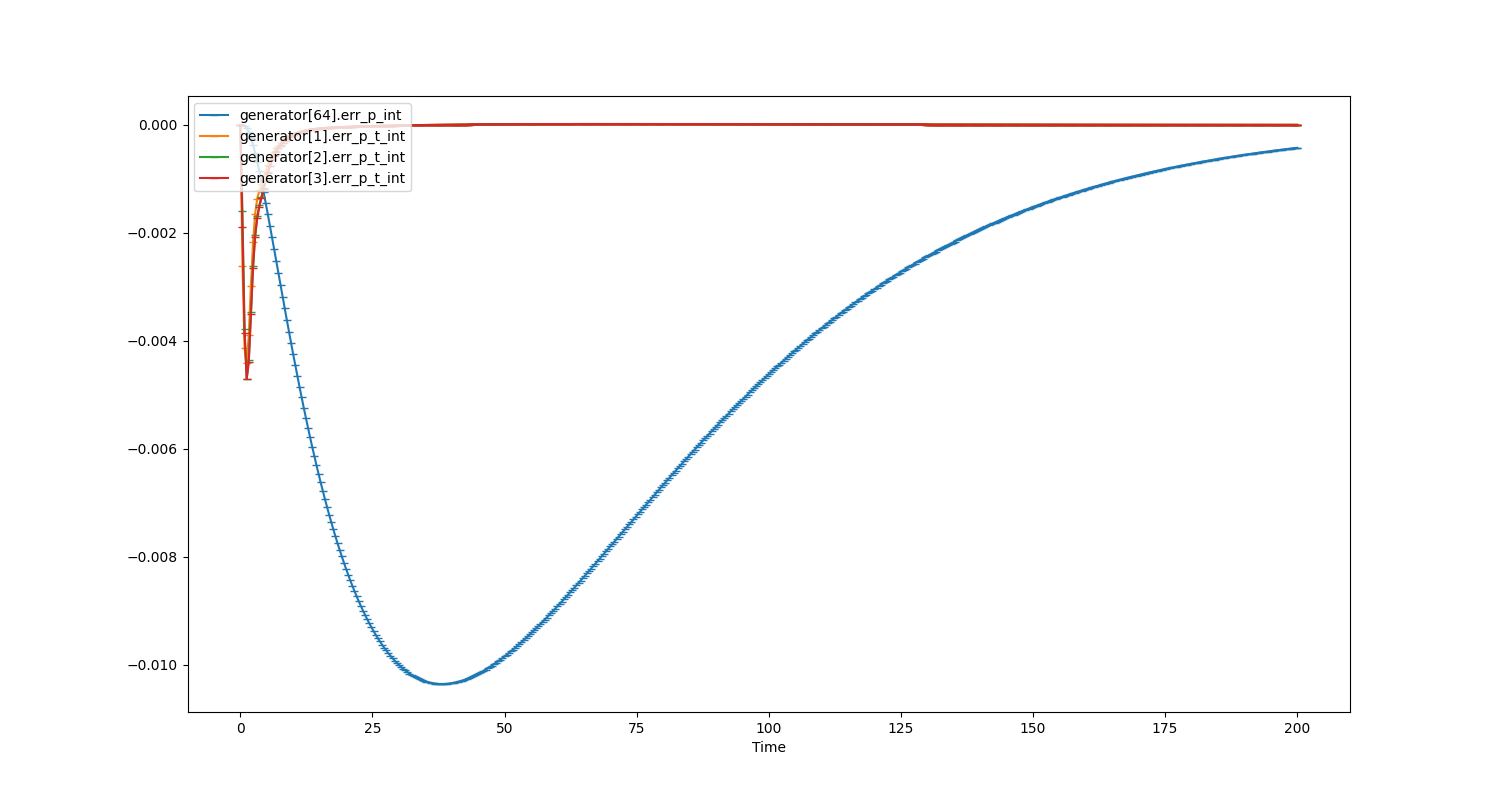 generator[64].err_p_int
generator[1].err_p_t_int
generator[2].err_p_t_int
generator[3].err_p_t_int
0.000
−0.002
−0.004
−0.006
−0.008
−0.010
0 25 50 75 100 125 150 175 200
Time